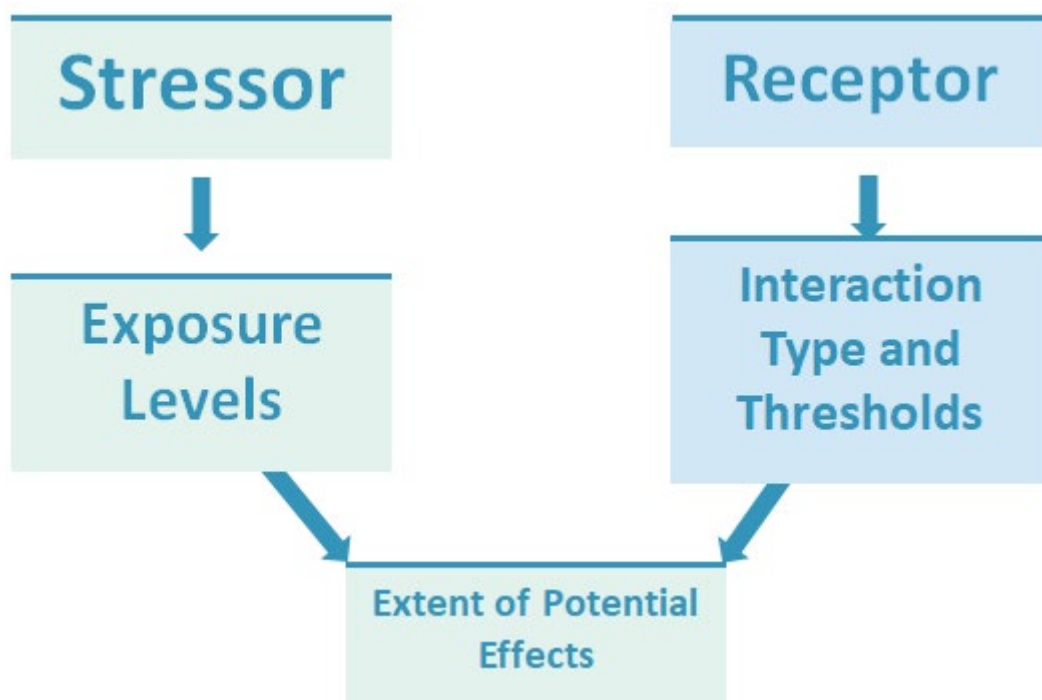 Stressor
Receptor
Exposure
Levels
Interaction
Type and
Thresholds
Extent of Potential
Effects